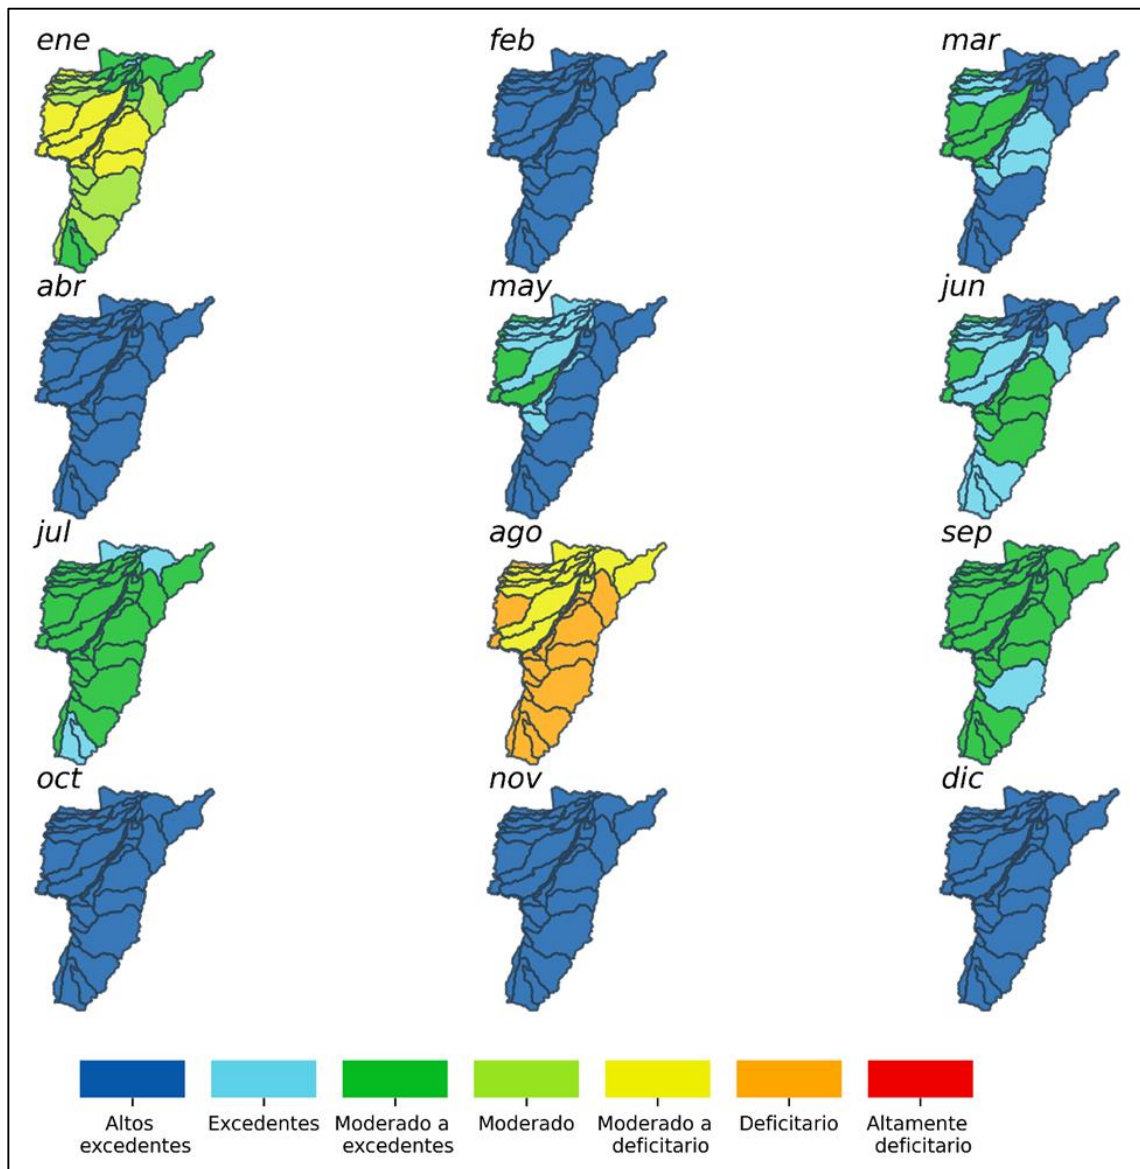 ene
feb
mar
abr
may
jun
jul
ago
sep
oct
nov
dic
Altos
excedentes
Excedentes
Moderado a
excedentes
Moderado
Moderado a
deficitario
Deficitario
Altamente
deficitario